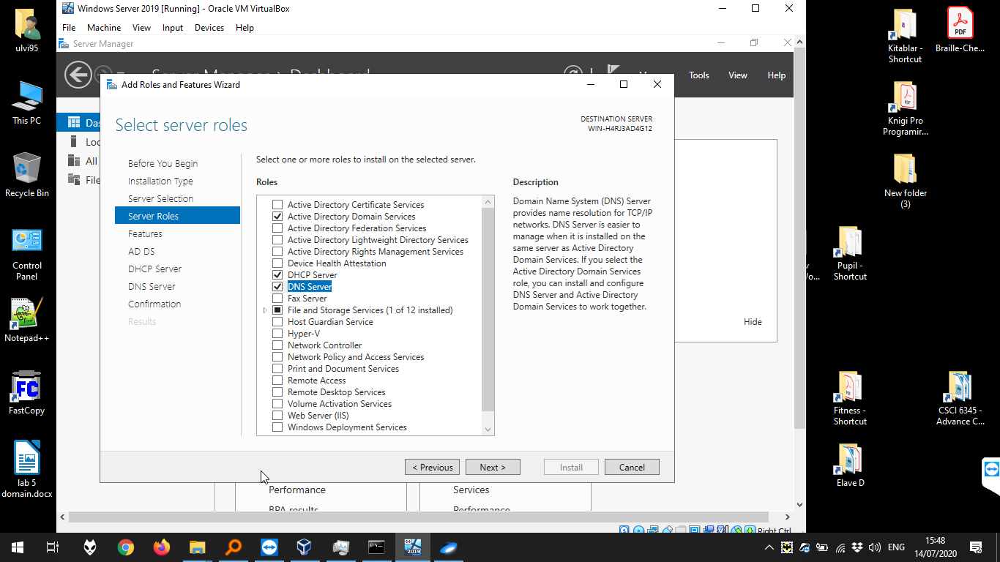 Windows Server 2019 [Running] - Oracle VM VirtualBox
File Machine View Input Devices Help
Server Manager
Tools View Help
Add Roles and Features Wizard
Select server roles
DESTINATION SERVER
WIN-H4RJ3AD4G12
Before You Begin
Installation Type
Server Selection
Server Roles
Features
AD DS
DHCP Server
DNS Server
Confirmation
Results
Select one or more roles to install on the selected server.
Roles
Active Directory Certificate Services
Active Directory Domain Services
Active Directory Federation Services
Active Directory Lightweight Directory Services
Active Directory Rights Management Services
Device Health Attestation
DHCP Server
DNS Server
Fax Server
File and Storage Services (1 of 12 installed)
Host Guardian Service
Hyper-V
Network Controller
Network Policy and Access Services
Print and Document Services
Remote Access
Remote Desktop Services
Volume Activation Services
Web Server (IIS)
Windows Deployment Services
Description
Domain Name System (DNS) Server
provides name resolution for TCP/IP
networks. DNS Server is easier to
manage when it is installed on the
same server as Active Directory
Domain Services. If you select the
Active Directory Domain Services
role, you can install and configure
DNS Server and Active Directory
Domain Services to work together.
Hide
< Previous
Next >
Install
Cancel
Performance
BPA results
Services
Performance
Right Ctrl
ulvi95
This PC
Recycle Bin
Control
Panel
Notepad++
FastCopy
lab 5
domain.docx
Kitablar -
Shortcut
Braille-Che...
Knigi Pro
Programir...
New folder
(3)
Pupil -
Shortcut
Fitness -
Shortcut
CSCI 6345 -
Advance C...
Elave D
ENG
15:48
14/07/2020